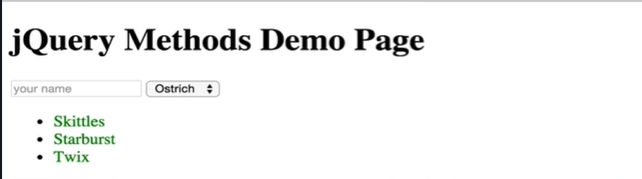 jQuery Methods Demo Page
your name Ostrich
Skittles
Starburst
Twix